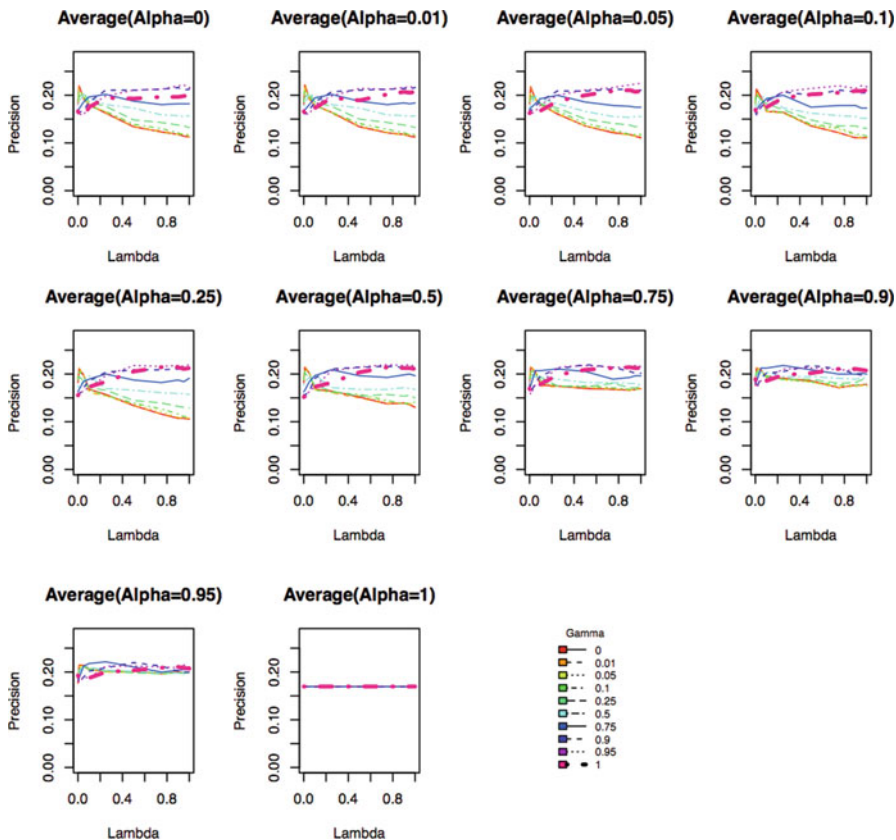 Average(Alpha=0) Average(Alpha=0.01) Average(Alpha=0.05) Average(Alpha=0.1)
Precision Precision Precision Precision
0.20 0.20 0.20 0.20
0.10 0.10 0.10 0.10
0.00 0.00 0.00 0.00
0.0 0.4 0.8 0.0 0.4 0.8 0.0 0.4 0.8 0.0 0.4 0.8
Lambda Lambda Lambda Lambda
Average(Alpha=0.25) Average(Alpha=0.5) Average(Alpha=0.75) Average(Alpha=0.9)
Precision Precision Precision Precision
0.20 0.20 0.20 0.20
0.10 0.10 0.10 0.10
0.00 0.00 0.00 0.00
0.0 0.4 0.8 0.0 0.4 0.8 0.0 0.4 0.8 0.0 0.4 0.8
Lambda Lambda Lambda Lambda
Average(Alpha=0.95) Average(Alpha=1)
Precision Precision
0.20 0.20
0.10 0.10
0.00 0.00
0.0 0.4 0.8 0.0 0.4 0.8
Lambda Lambda
Gamma
0
0.01
0.05
0.1
0.25
0.5
0.75
0.9
0.95
1